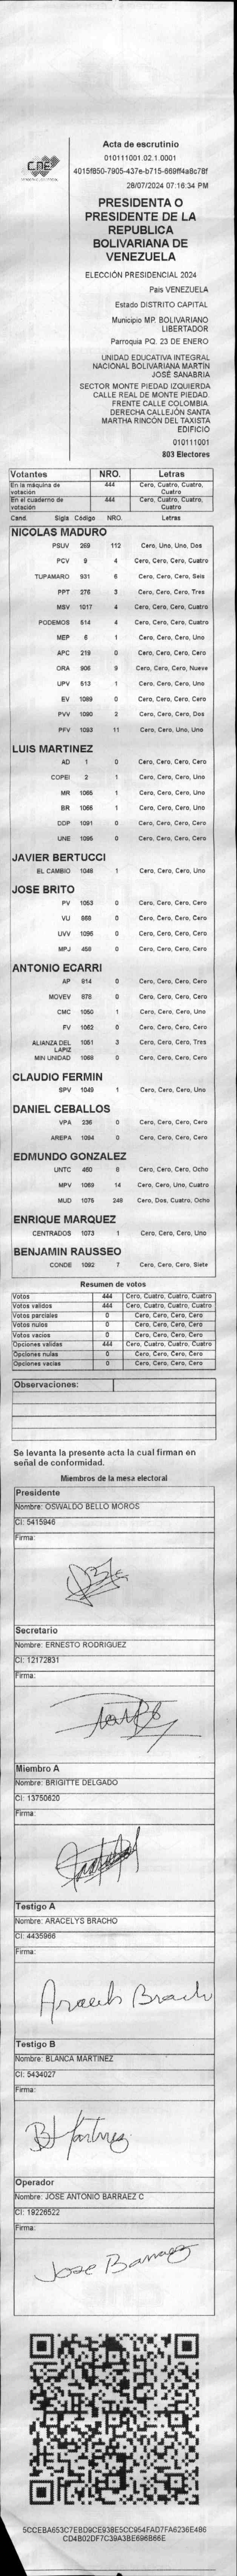 CNE
Acta de escrutinio
010111001.02.1.0001
4015f850-7905-437e-b715-669ff4a8c78f
28/07/2024 07:16:34 PM
PRESIDENTA O
PRESIDENTE DE LA
REPUBLICA
BOLIVARIANA DE
VENEZUELA
ELECCIÓN PRESIDENCIAL 2024
País VENEZUELA
Estado DISTRITO CAPITAL
Municipio MP. BOLIVARIANO
LIBERTADOR
Parroquia PQ. 23 DE ENERO
UNIDAD EDUCATIVA INTEGRAL
NACIONAL BOLIVARIANA MARTÍN
JOSÉ SANABRIA
SECTOR MONTE PIEDAD IZQUIERDA
CALLE REAL DE MONTE PIEDAD.
FRENTE CALLE COLOMBIA.
DERECHA CALLEJÓN SANTA
MARTHA RINCÓN DEL TAXISTA
EDIFICIO
010111001
803 Electores
Votantes NRO. Letras
En la máquina de votación 444 Cero, Cuatro, Cuatro, Cuatro
En el cuaderno de votación 444 Cero, Cuatro, Cuatro, Cuatro
Cand. Sigla Código NRO. Letras
NICOLAS MADURO
PSUV 269 112 Cero, Uno, Uno, Dos
PCV 9 4 Cero, Cero, Cero, Cuatro
TUPAMARO 931 6 Cero, Cero, Cero, Seis
PPT 276 3 Cero, Cero, Cero, Tres
MSV 1017 4 Cero, Cero, Cero, Cuatro
PODEMOS 514 4 Cero, Cero, Cero, Cuatro
MEP 6 1 Cero, Cero, Cero, Uno
APC 219 0 Cero, Cero, Cero, Cero
ORA 906 9 Cero, Cero, Cero, Nueve
UPV 513 1 Cero, Cero, Cero, Uno
EV 1089 0 Cero, Cero, Cero, Cero
PVV 1090 2 Cero, Cero, Cero, Dos
PFV 1093 11 Cero, Cero, Uno, Uno
LUIS MARTINEZ
AD 1 0 Cero, Cero, Cero, Cero
COPEI 2 1 Cero, Cero, Cero, Uno
MR 1065 1 Cero, Cero, Cero, Uno
BR 1066 1 Cero, Cero, Cero, Uno
DDP 1091 0 Cero, Cero, Cero, Cero
UNE 1095 0 Cero, Cero, Cero, Cero
JAVIER BERTUCCI
EL CAMBIO 1048 1 Cero, Cero, Cero, Uno
JOSE BRITO
PV 1053 0 Cero, Cero, Cero, Cero
VU 868 0 Cero, Cero, Cero, Cero
UVV 1096 0 Cero, Cero, Cero, Cero
MPJ 458 0 Cero, Cero, Cero, Cero
ANTONIO ECARRI
AP 914 0 Cero, Cero, Cero, Cero
MOVEV 878 0 Cero, Cero, Cero, Cero
CMC 1050 1 Cero, Cero, Cero, Uno
FV 1062 0 Cero, Cero, Cero, Cero
ALIANZA DEL LAPIZ 1051 3 Cero, Cero, Cero, Tres
MIN UNIDAD 1068 0 Cero, Cero, Cero, Cero
CLAUDIO FERMIN
SPV 1049 1 Cero, Cero, Cero, Uno
DANIEL CEBALLOS
VPA 236 0 Cero, Cero, Cero, Cero
AREPA 1094 0 Cero, Cero, Cero, Cero
EDMUNDO GONZALEZ
UNTC 460 8 Cero, Cero, Cero, Ocho
MPV 1069 14 Cero, Cero, Uno, Cuatro
MUD 1075 248 Cero, Dos, Cuatro, Ocho
ENRIQUE MARQUEZ
CENTRADOS 1073 1 Cero, Cero, Cero, Uno
BENJAMIN RAUSSEO
CONDE 1092 7 Cero, Cero, Cero, Siete
Resumen de votos
Votos 444 Cero, Cuatro, Cuatro, Cuatro
Votos validos 444 Cero, Cuatro, Cuatro, Cuatro
Votos parciales 0 Cero, Cero, Cero, Cero
Votos nulos 0 Cero, Cero, Cero, Cero
Votos vacios 0 Cero, Cero, Cero, Cero
Opciones validas 444 Cero, Cuatro, Cuatro, Cuatro
Opciones nulas 0 Cero, Cero, Cero, Cero
Opciones vacias 0 Cero, Cero, Cero, Cero
Observaciones:
Se levanta la presente acta la cual firman en
señal de conformidad.
Miembros de la mesa electoral
Presidente
Nombre: OSWALDO BELLO MOROS
CI: 5415946
Firma:
Secretario
Nombre: ERNESTO RODRIGUEZ
CI: 12172831
Firma:
Miembro A
Nombre: BRIGITTE DELGADO
CI: 13750620
Firma:
Testigo A
Nombre: ARACELYS BRACHO
CI: 4435966
Firma:
Testigo B
Nombre: BLANCA MARTINEZ
CI: 5434027
Firma:
Operador
Nombre: JOSE ANTONIO BARRAEZ C
CI: 19226522
Firma:
Jose Barraez
5CCEBA653C7EBD9CE938E5CC954FAD7FA6236E486
CD4B02DF7C39A3BE696B66E